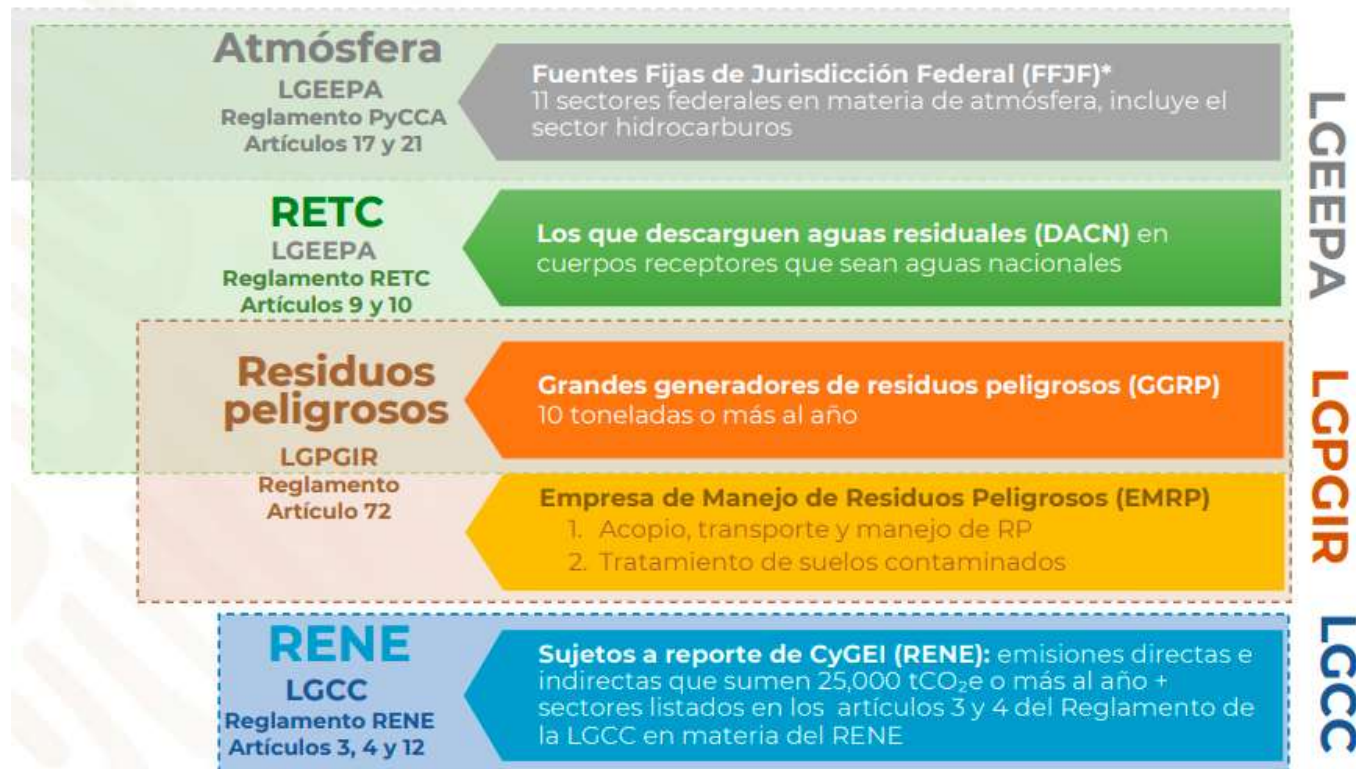 Atmósfera
LGEEPA
Reglamento PyCCA
Artículos 17 y 21
Fuentes Fijas de Jurisdicción Federal (FFJF)*
11 sectores federales en materia de atmósfera, incluye el
sector hidrocarburos
RETC
LGEEPA
Reglamento RETC
Artículos 9 y 10
Los que descarguen aguas residuales (DACN) en
cuerpos receptores que sean aguas nacionales
LGEEPA
Residuos
peligrosos
LGPGIR
Reglamento
Artículo 72
Grandes generadores de residuos peligrosos (GGRP)
10 toneladas o más al año
Empresa de Manejo de Residuos Peligrosos (EMRP)
1. Acopio, transporte y manejo de RP
2. Tratamiento de suelos contaminados
LGPGIR
RENE
LGCC
Reglamento RENE
Artículos 3, 4 y 12
Sujetos a reporte de CyGEI (RENE): emisiones directas e
indirectas que sumen 25,000 tCO₂e o más al año +
sectores listados en los artículos 3 y 4 del Reglamento de
la LGCC en materia del RENE
LGCC